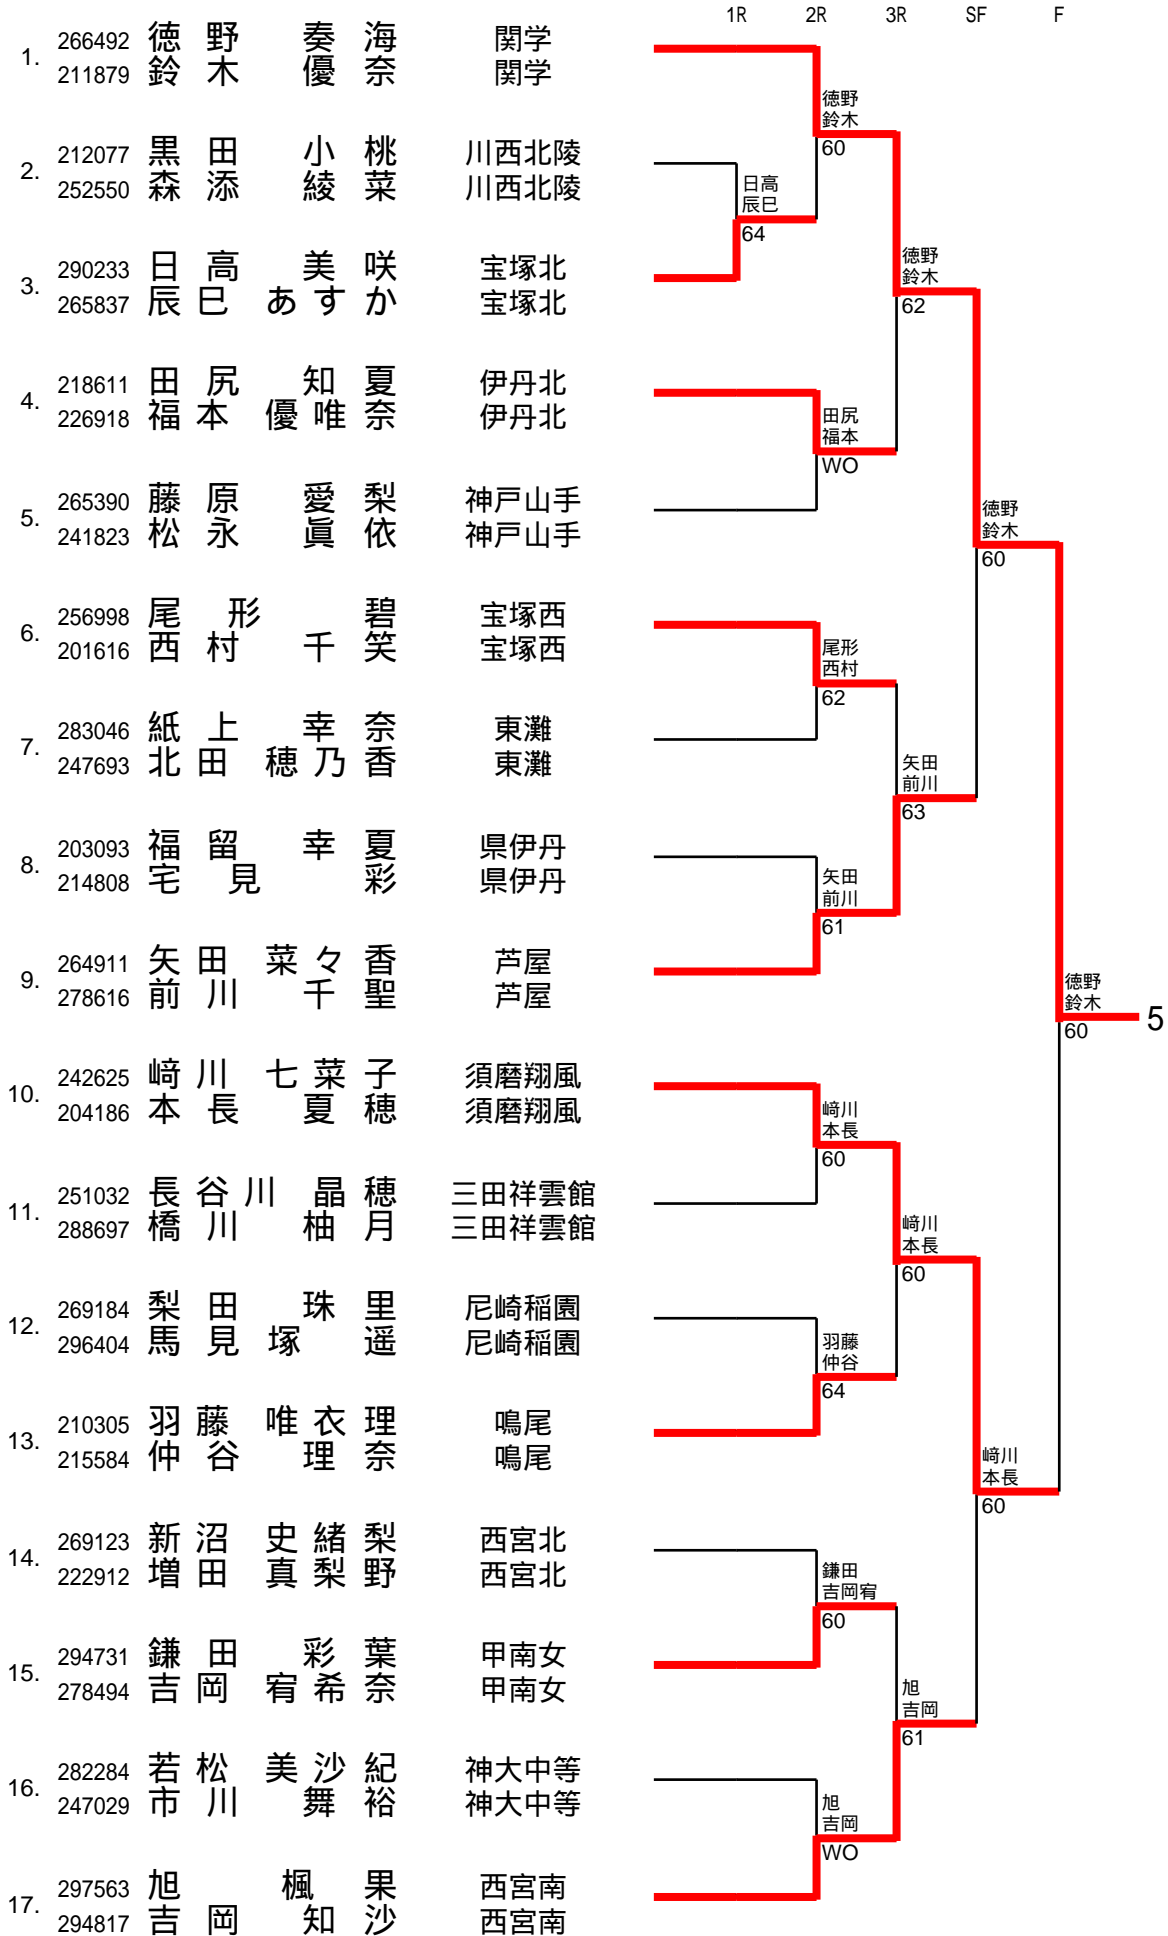 1R 2R 3R SF F
1. 266492 徳野 奏海 関学
211879 鈴木 優奈 関学
徳野
鈴木
60
2. 212077 黒田 小桃 川西北陵
252550 森添 綾菜 川西北陵
日高
辰巳
64
3. 290233 日高 美咲 宝塚北
265837 辰巳 あすか 宝塚北
徳野
鈴木
62
4. 218611 田尻 知夏 伊丹北
226918 福本 優唯奈 伊丹北
田尻
福本
WO
5. 265390 藤原 愛梨 神戸山手
241823 松永 眞依 神戸山手
徳野
鈴木
60
6. 256998 尾形 碧 宝塚西
201616 西村 千笑 宝塚西
尾形
西村
62
7. 283046 紙上 幸奈 東灘
247693 北田 穂乃香 東灘
矢田
前川
63
8. 203093 福留 幸夏 県伊丹
214808 宅見 彩 県伊丹
矢田
前川
61
9. 264911 矢田 菜々香 芦屋
278616 前川 千聖 芦屋
徳野
鈴木
60
5
10. 242625 﨑川 七菜子 須磨翔風
204186 本長 夏穂 須磨翔風
﨑川
本長
60
11. 251032 長谷川 晶穂 三田祥雲館
288697 橋川 柚月 三田祥雲館
﨑川
本長
60
12. 269184 梨田 珠里 尼崎稲園
296404 馬見塚 遥 尼崎稲園
羽藤
仲谷
64
13. 210305 羽藤 唯衣理 鳴尾
215584 仲谷 理奈 鳴尾
﨑川
本長
60
14. 269123 新沼 史緒梨 西宮北
222912 増田 真梨野 西宮北
鎌田
吉岡宥
60
15. 294731 鎌田 彩葉 甲南女
278494 吉岡 宥希奈 甲南女
旭
吉岡
61
16. 282284 若松 美沙紀 神大中等
247029 市川 舞裕 神大中等
旭
吉岡
WO
17. 297563 旭 楓果 西宮南
294817 吉岡 知沙 西宮南